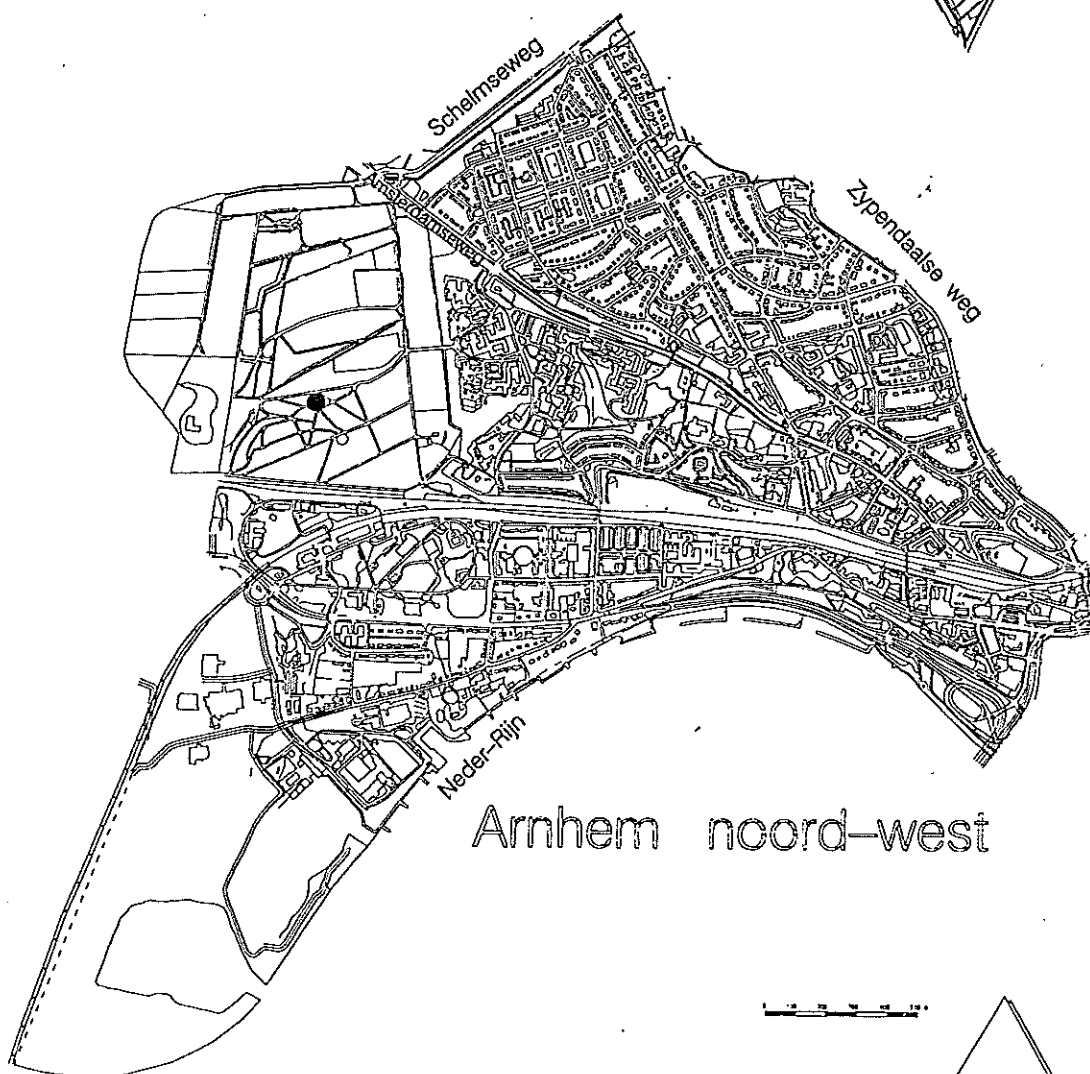 Schelmseweg
Amsterdamseweg
Zypendaalse weg
Neder-Rijn
Arnhem noord-west